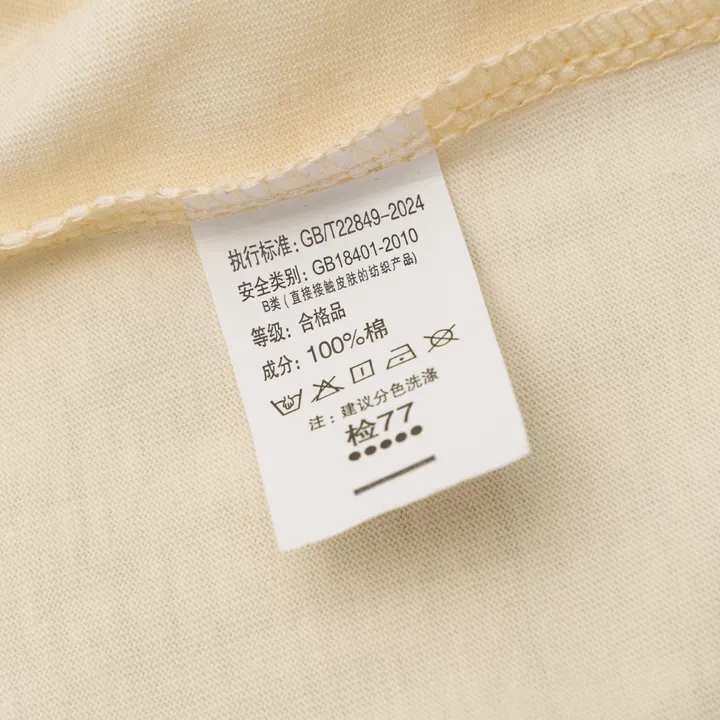 执行标准：GB/T22849-2024
安全类别：GB18401-2010
B类（直接接触皮肤的纺织产品）
等级：合格品
成分：100%棉
注：建议分色洗涤
检77